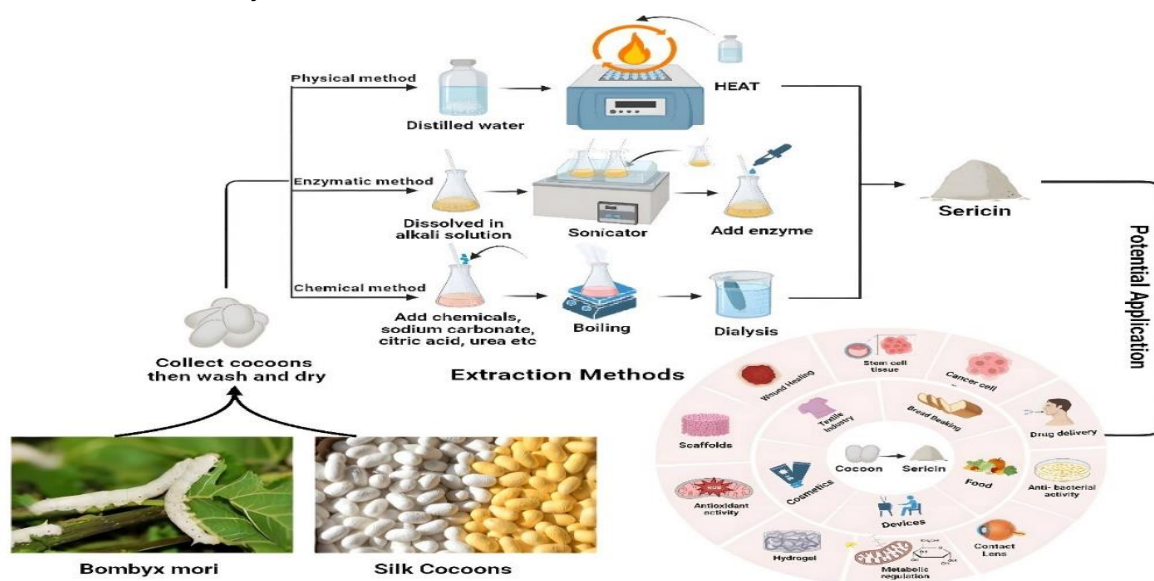 Physical method
Distilled water
HEAT
Enzymatic method
Dissolved in
alkali solution
Sonicator
Add enzyme
Chemical method
Add chemicals,
sodium carbonate,
citric acid, urea etc
Boiling
Dialysis
Sericin
Potential Application
Collect cocoons
then wash and dry
Extraction Methods
Bombyx mori
Silk Cocoons
Wound Healing
Stem cell
tissue
Cancer cell
Drug delivery
Anti- bacterial
activity
Contact
Lens
Metabolic
regulation
Hydrogel
Antioxidant
activity
Scaffolds
Textile
Industry
Bread Beaking
Food
Devices
Cosmetics
Cocoon
Sericin